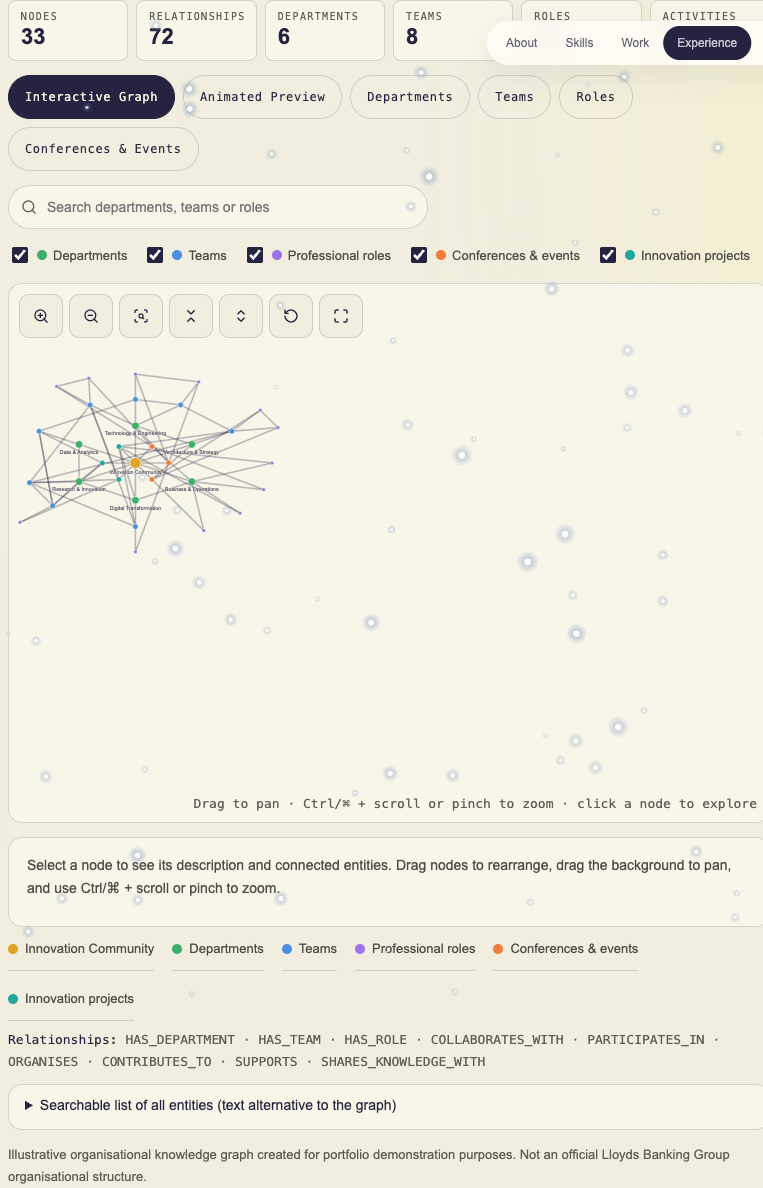 NODES
33
RELATIONSHIPS
72
DEPARTMENTS
6
TEAMS
8
ROLES
ACTIVITIES
About
Skills
Work
Experience
Interactive Graph
Animated Preview
Departments
Teams
Roles
Conferences & Events
Search departments, teams or roles
Departments
Teams
Professional roles
Conferences & events
Innovation projects
Technology & Engineering
Data & Analytics
Architecture & Strategy
Innovation Community
Research & Innovation
Business & Operations
Digital Transformation
Drag to pan · Ctrl/⌘ + scroll or pinch to zoom · click a node to explore
Select a node to see its description and connected entities. Drag nodes to rearrange, drag the background to pan,
and use Ctrl/⌘ + scroll or pinch to zoom.
Innovation Community
Departments
Teams
Professional roles
Conferences & events
Innovation projects
Relationships: HAS_DEPARTMENT · HAS_TEAM · HAS_ROLE · COLLABORATES_WITH · PARTICIPATES_IN ·
ORGANISES · CONTRIBUTES_TO · SUPPORTS · SHARES_KNOWLEDGE_WITH
Searchable list of all entities (text alternative to the graph)
Illustrative organisational knowledge graph created for portfolio demonstration purposes. Not an official Lloyds Banking Group
organisational structure.